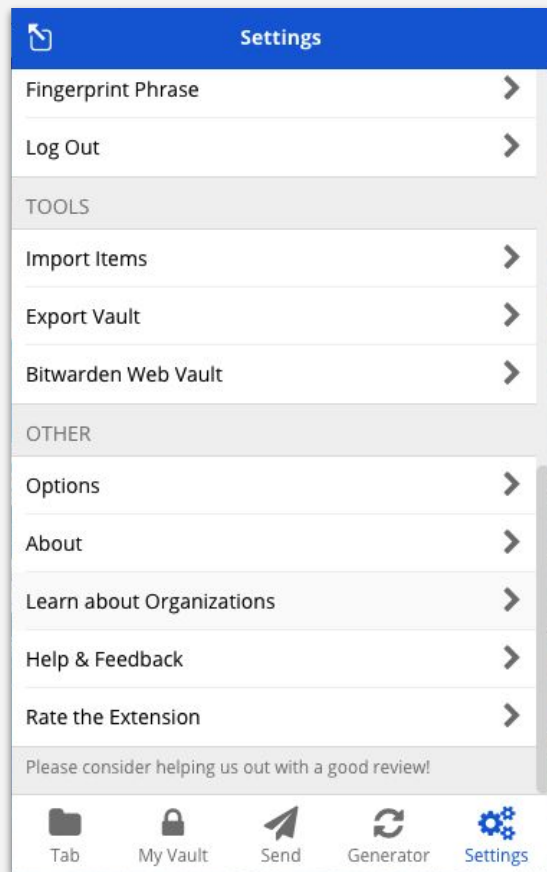 Settings
Fingerprint Phrase
Log Out
TOOLS
Import Items
Export Vault
Bitwarden Web Vault
OTHER
Options
About
Learn about Organizations
Help & Feedback
Rate the Extension
Please consider helping us out with a good review!
Tab My Vault Send Generator Settings